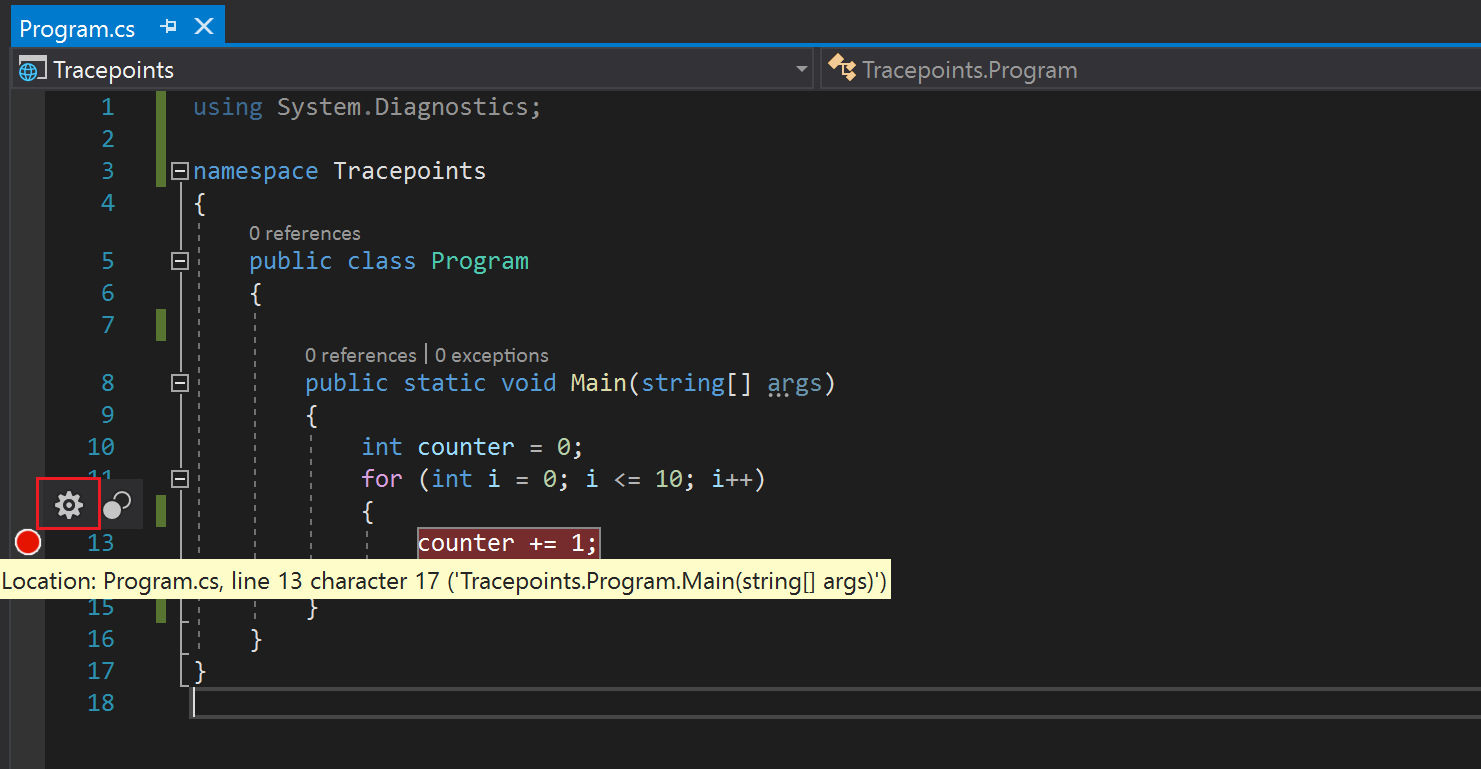 Program.cs
Tracepoints Tracepoints.Program
1 using System.Diagnostics;
2
3 namespace Tracepoints
4 {
0 references
5 public class Program
6 {
7
0 references | 0 exceptions
8 public static void Main(string[] args)
9 {
10 int counter = 0;
11 for (int i = 0; i <= 10; i++)
{
13 counter += 1;
Location: Program.cs, line 13 character 17 ('Tracepoints.Program.Main(string[] args)')
15 }
16 }
17 }
18